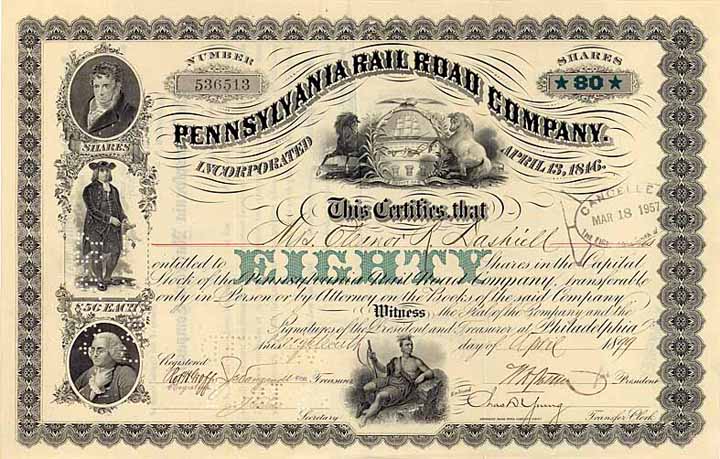 NUMBER
536513
SHARES
★ 80 ★
PENNSYLVANIA RAIL ROAD COMPANY.
INCORPORATED APRIL 13, 1846.
SHARES
$50 EACH
This Certifies, that
Mrs. Eleanor
CANCELLED
MAR 18 1957
is
entitled to EIGHTY Shares in the Capital
Stock of the Pennsylvania Rail Road Company, transferable
only in Person or by Attorney on the Books of the said Company
Witness, the Seal of the Company and the
Signatures of the President and Treasurer at Philadelphia
this day of April 1899
Registered
Treasurer
President
Secretary
Chas. D. Young
Transfer Clerk